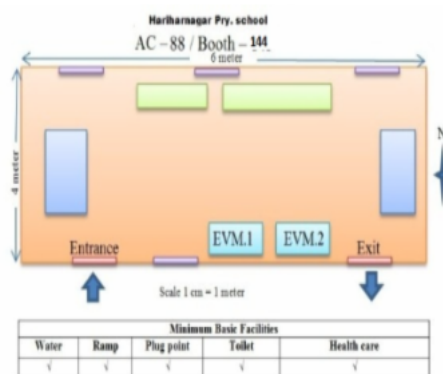 Hariharnagar Pry. school
AC – 88 / Booth – 144
6 meter
4 meter
N
EVM.1 EVM.2
Entrance Exit
Scale 1 cm = 1 meter
Minimum Basic Facilities
Water Ramp Plug point Toilet Health care
√ √ √ √ √